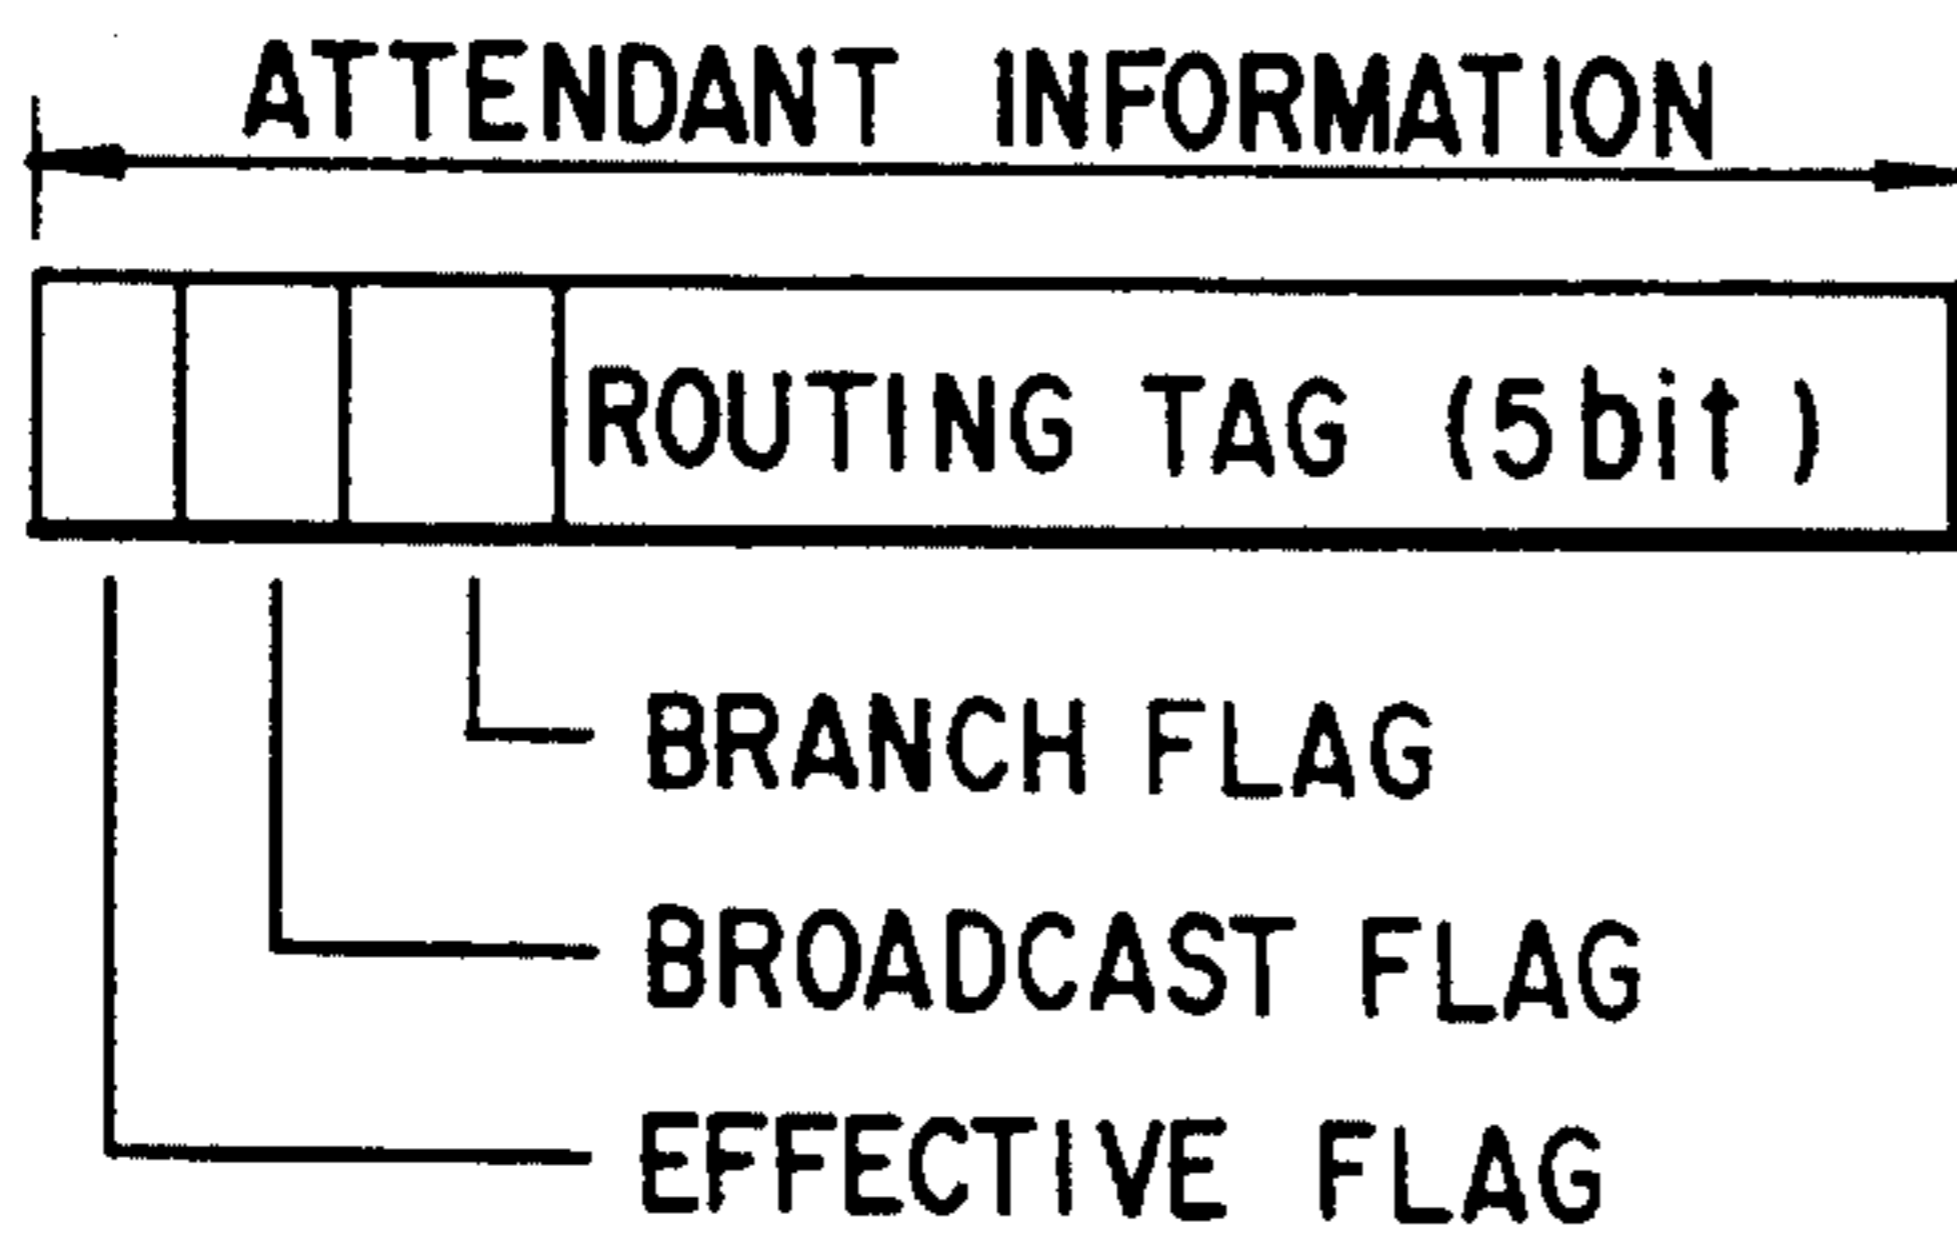 ATTENDANT INFORMATION
ROUTING TAG (5bit)
BRANCH FLAG
BROADCAST FLAG
EFFECTIVE FLAG